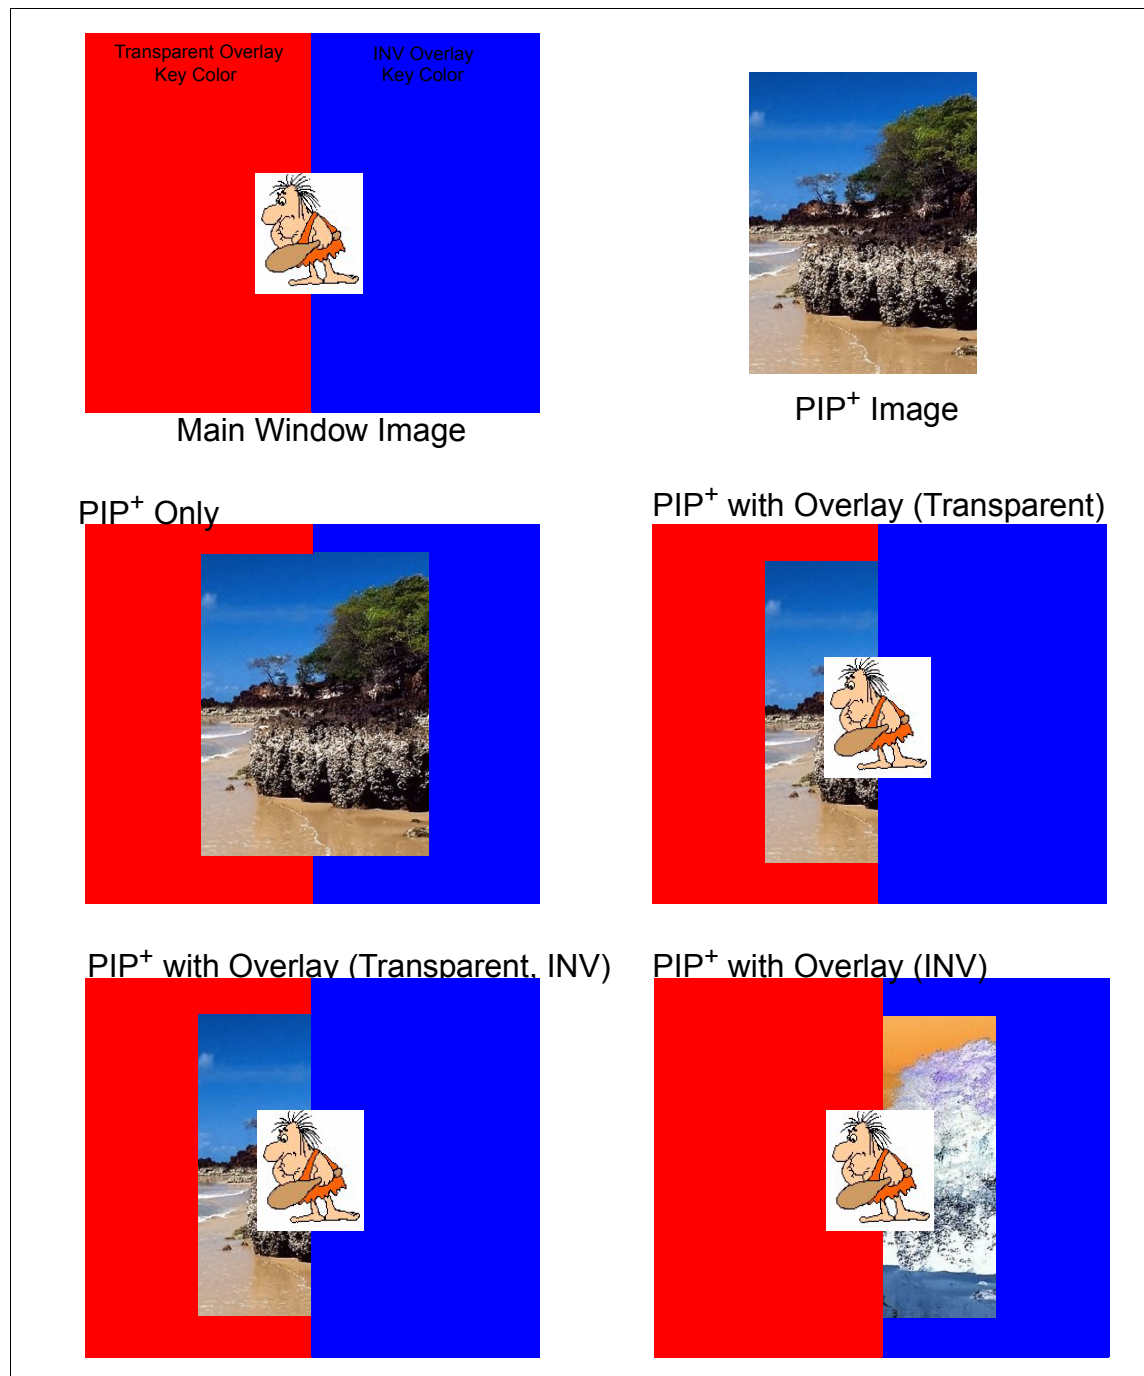 Transparent Overlay
Key Color
INV Overlay
Key Color
Main Window Image
PIP+ Image
PIP+ Only
PIP+ with Overlay (Transparent)
PIP+ with Overlay (Transparent, INV)
PIP+ with Overlay (INV)